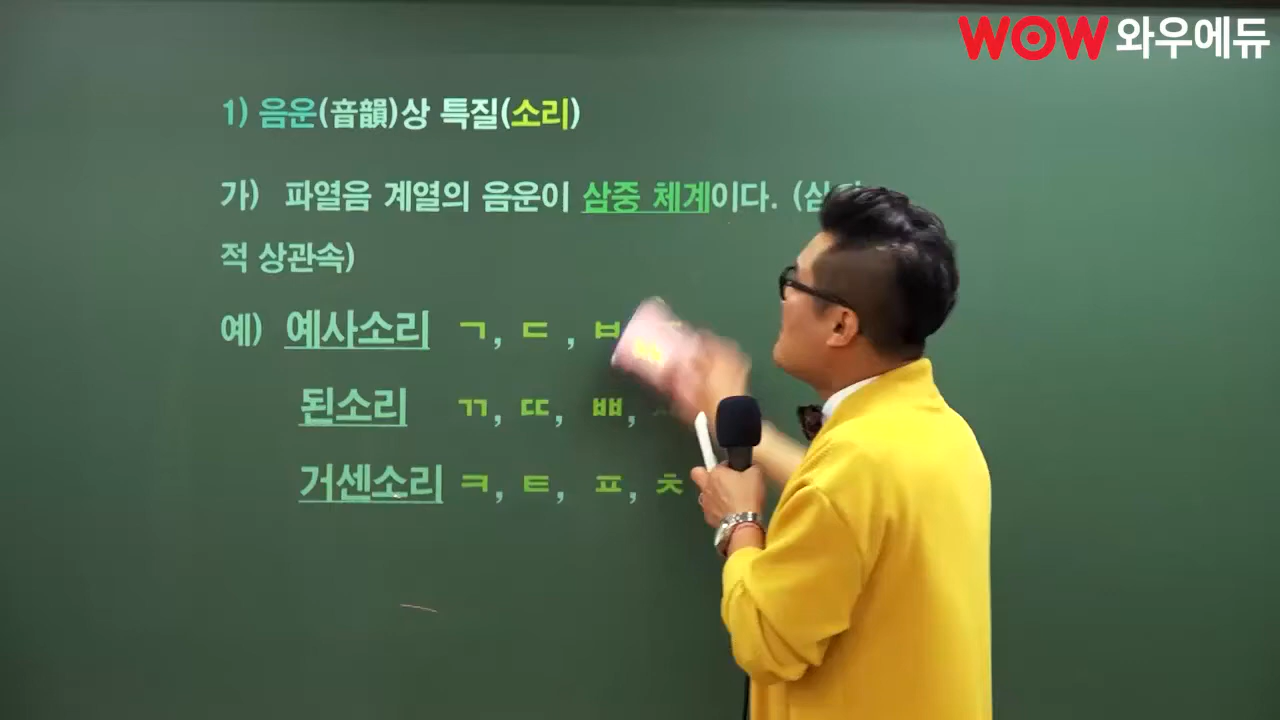 WOW 와우에듀
1) 음운(音韻)상 특질(소리)
가) 파열음 계열의 음운이 삼중 체계이다. (삼
적 상관속)
예) 예사소리 ㄱ, ㄷ, ㅂ
된소리 ㄲ, ㄸ, ㅃ,
거센소리 ㅋ, ㅌ, ㅍ, ㅊ